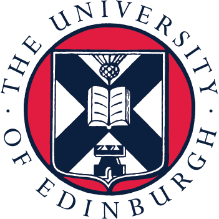 · THE UNIVERSITY ·
OF EDINBURGH